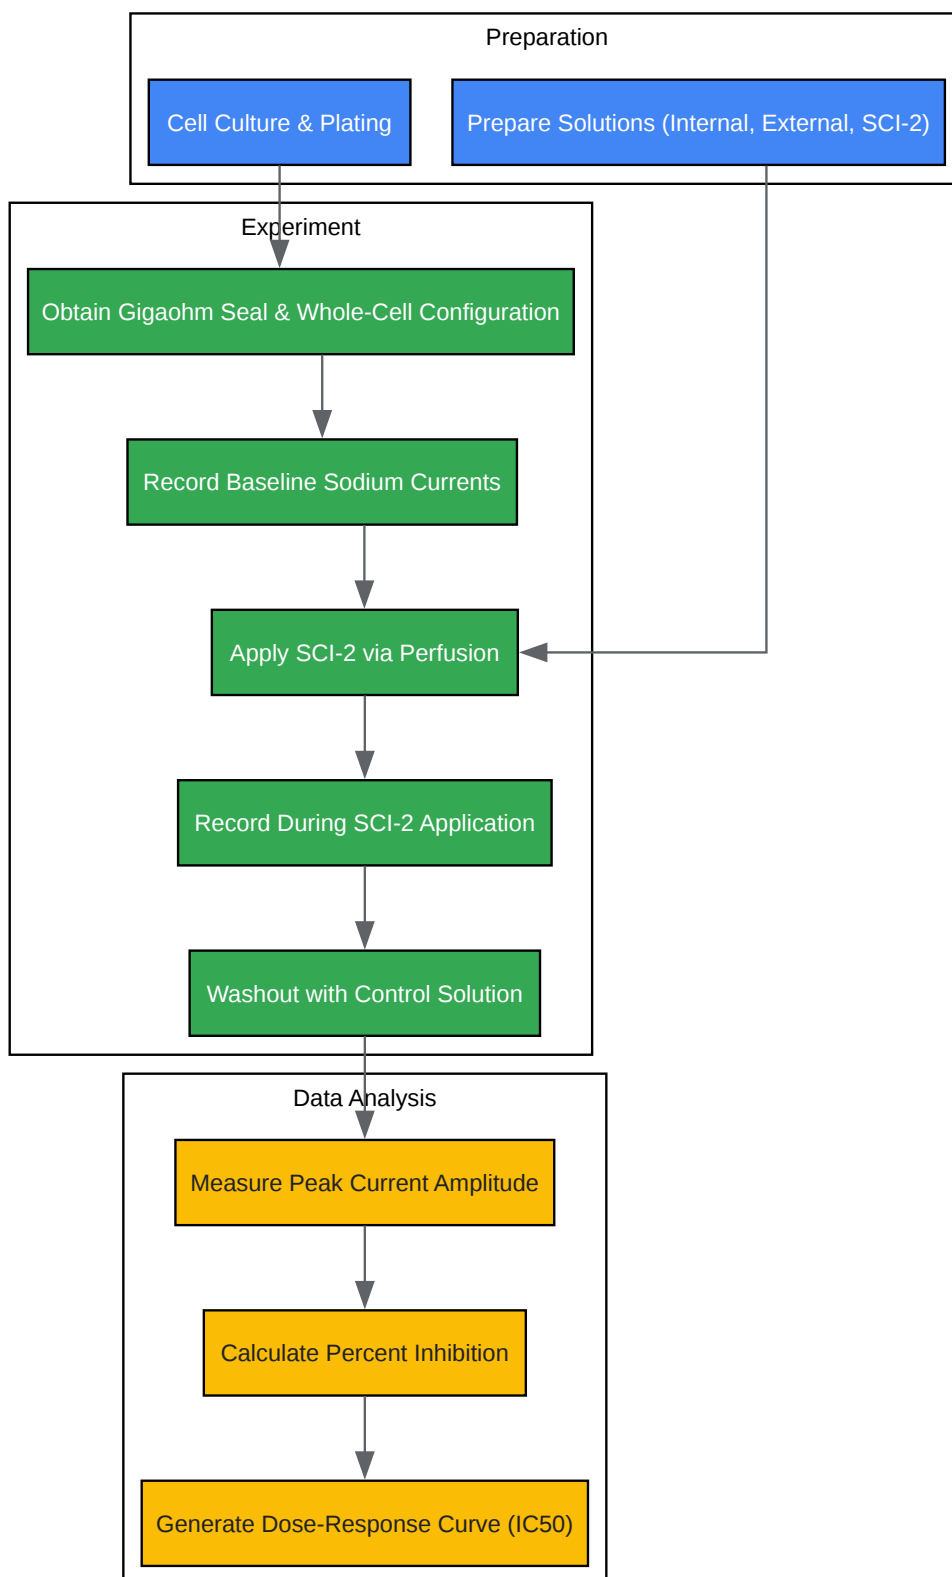 Preparation
Cell Culture & Plating
Prepare Solutions (Internal, External, SCI-2)
Experiment
Obtain Gigaohm Seal & Whole-Cell Configuration
Record Baseline Sodium Currents
Apply SCI-2 via Perfusion
Record During SCI-2 Application
Washout with Control Solution
Data Analysis
Measure Peak Current Amplitude
Calculate Percent Inhibition
Generate Dose-Response Curve (IC50)